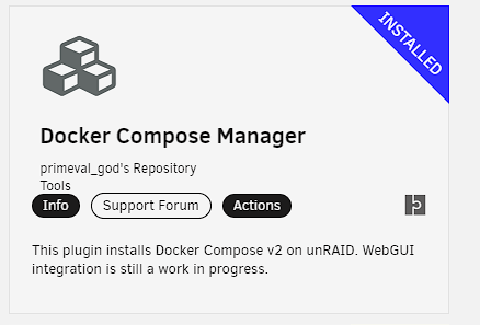 INSTALLED
Docker Compose Manager
primeval_god's Repository
Tools
Info Support Forum Actions
This plugin installs Docker Compose v2 on unRAID. WebGUI
integration is still a work in progress.